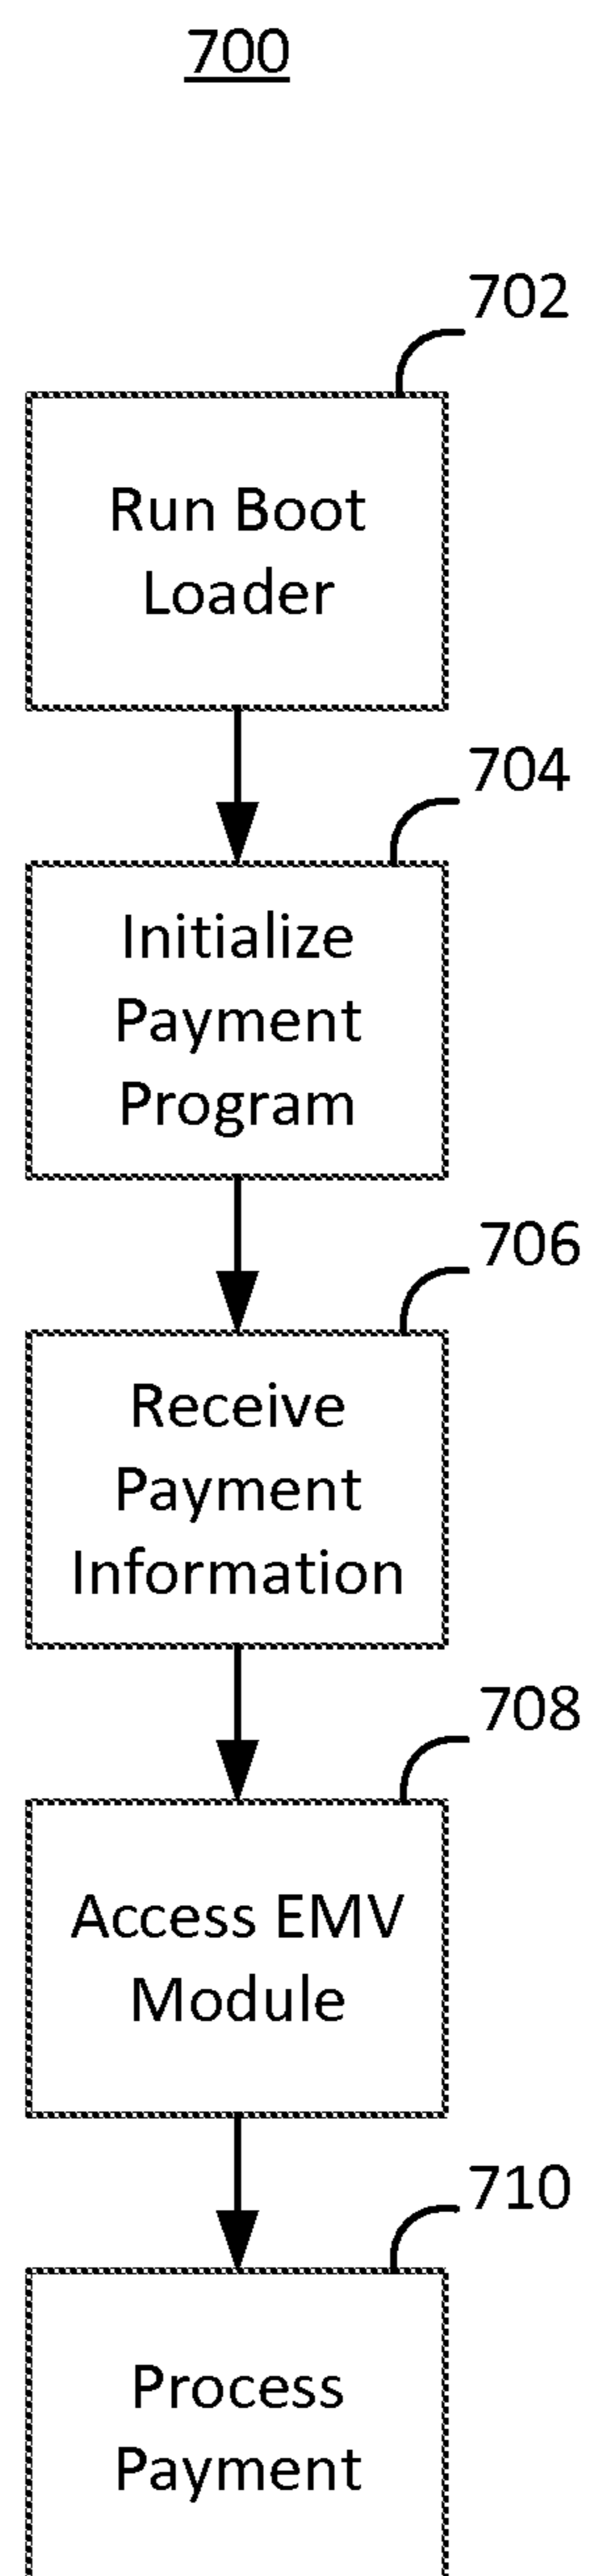 700
702
Run Boot
Loader
704
Initialize
Payment
Program
706
Receive
Payment
Information
708
Access EMV
Module
710
Process
Payment